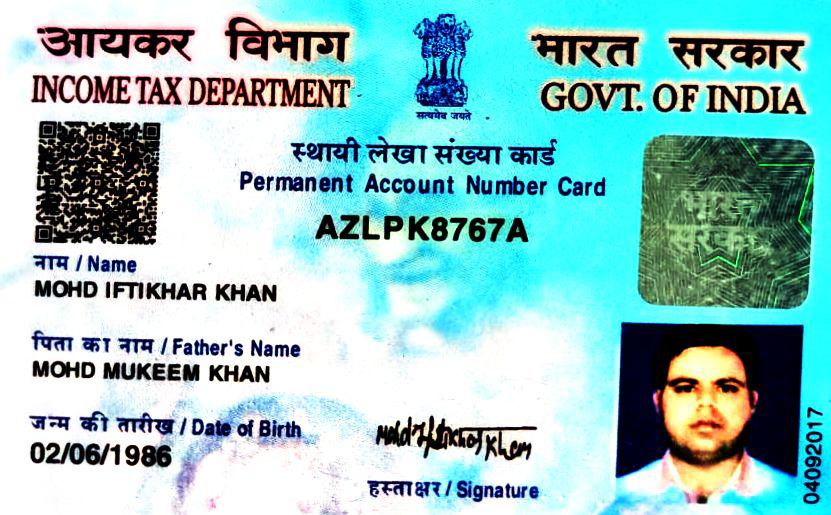 आयकर विभाग
INCOME TAX DEPARTMENT
सत्यमेव जयते
भारत सरकार
GOVT. OF INDIA
स्थायी लेखा संख्या कार्ड
Permanent Account Number Card
AZLPK8767A
भारत
सरकार
नाम / Name
MOHD IFTIKHAR KHAN
पिता का नाम / Father's Name
MOHD MUKEEM KHAN
जन्म की तारीख / Date of Birth
02/06/1986
Mohd Iftikhar Khan
हस्ताक्षर / Signature
04092017